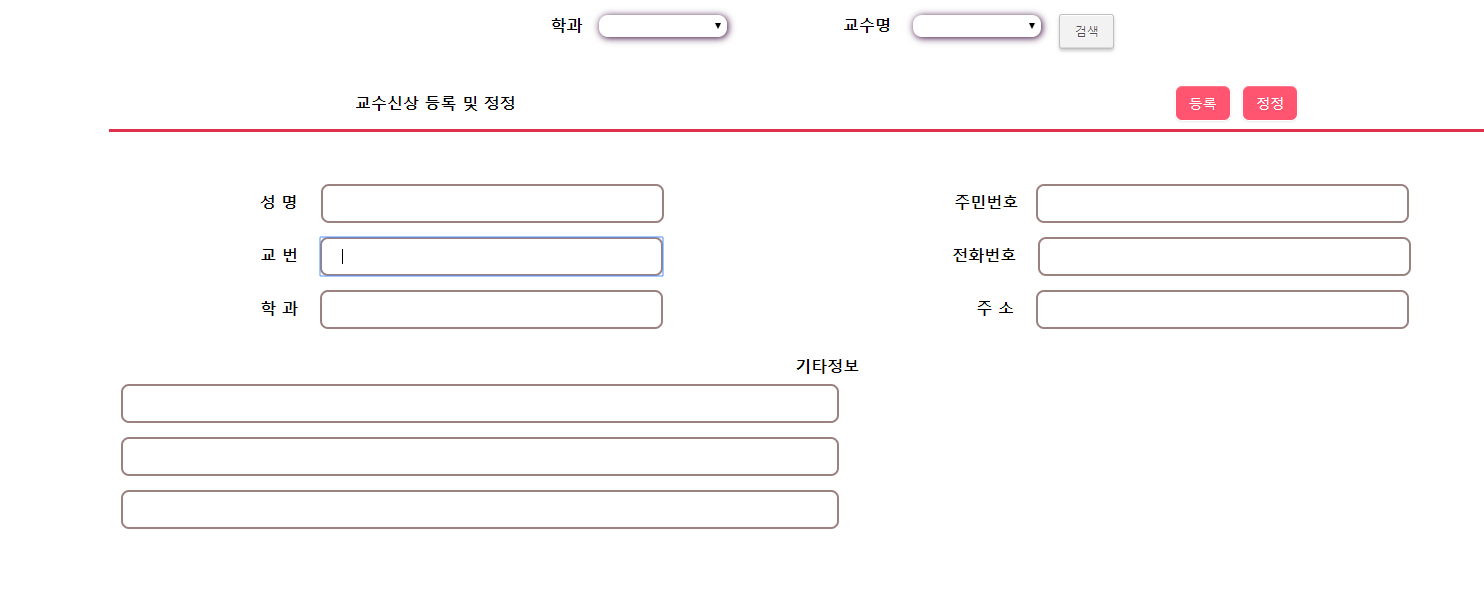 학과 교수명 검색
교수신상 등록 및 정정 등록 정정
성 명 주민번호
교 번 전화번호
학 과 주 소
기타정보